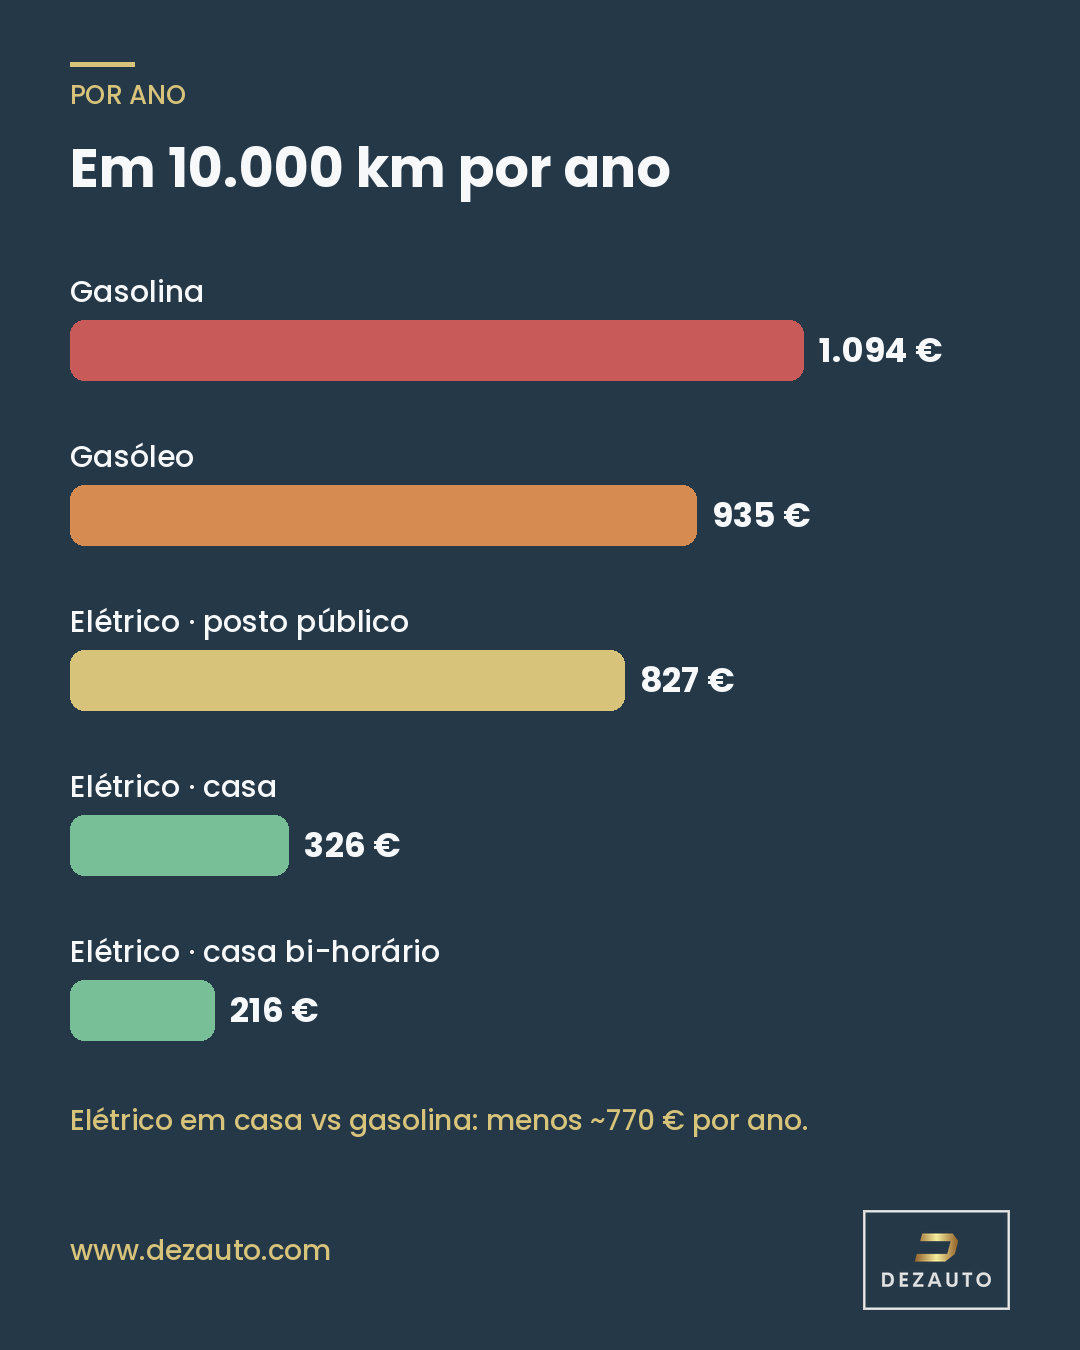 POR ANO
Em 10.000 km por ano
Gasolina
1.094 €
Gasóleo
935 €
Elétrico · posto público
827 €
Elétrico · casa
326 €
Elétrico · casa bi-horário
216 €
Elétrico em casa vs gasolina: menos ~770 € por ano.
www.dezauto.com
DEZAUTO